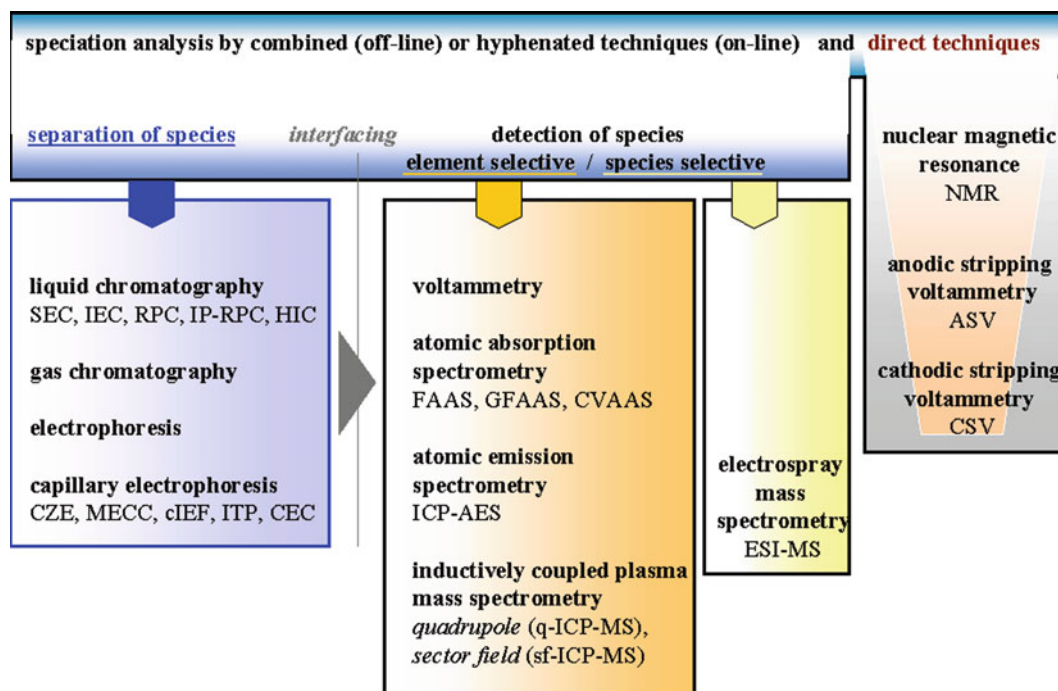 speciation analysis by combined (off-line) or hyphenated techniques (on-line) and direct techniques
separation of species
interfacing
detection of species
element selective / species selective
liquid chromatography
SEC, IEC, RPC, IP-RPC, HIC
gas chromatography
electrophoresis
capillary electrophoresis
CZE, MECC, cIEF, ITP, CEC
voltammetry
atomic absorption
spectrometry
FAAS, GFAAS, CVAAS
atomic emission
spectrometry
ICP-AES
inductively coupled plasma
mass spectrometry
quadrupole (q-ICP-MS),
sector field (sf-ICP-MS)
electrospray
mass
spectrometry
ESI-MS
nuclear magnetic
resonance
NMR
anodic stripping
voltammetry
ASV
cathodic stripping
voltammetry
CSV